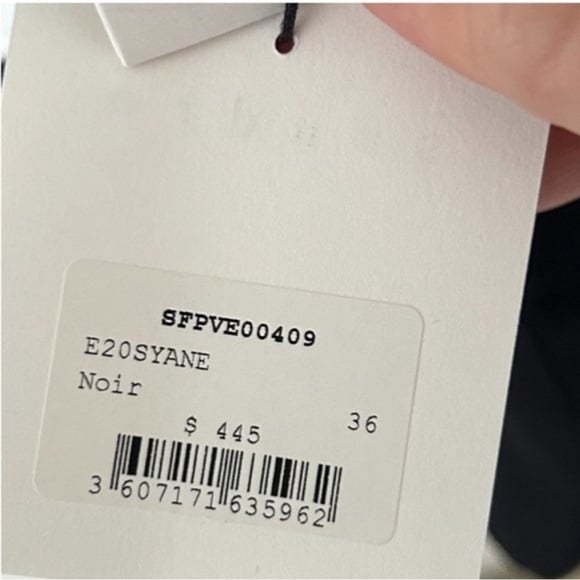 SFPVE00409
E20SYANE
Noir
36
$ 445
3 607171 635962